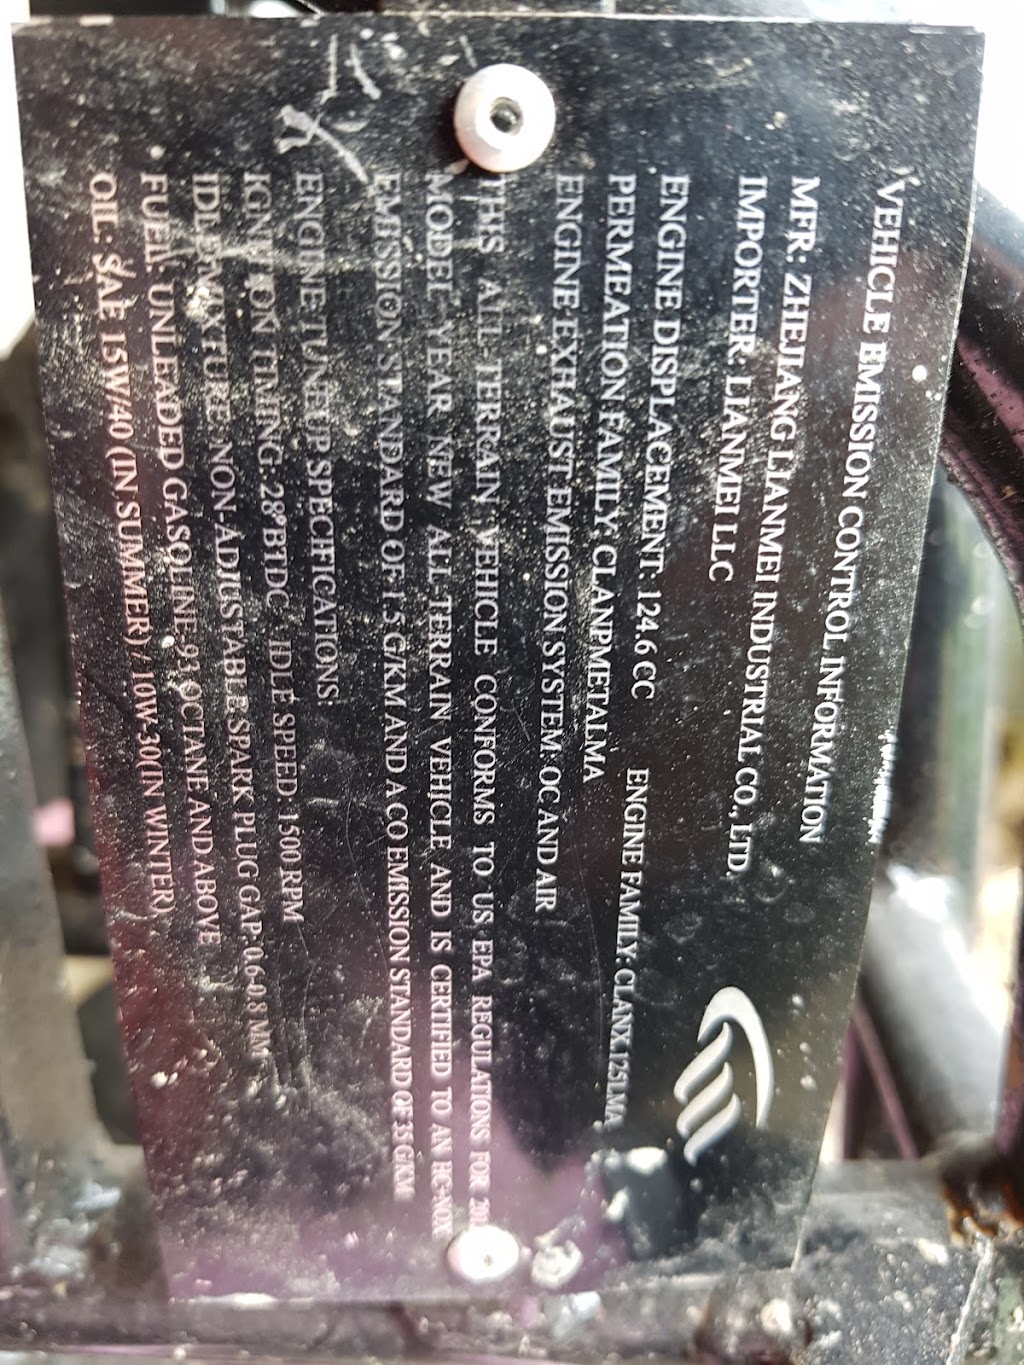 VEHICLE EMISSION CONTROL INFORMATION
MFR: ZHEJIANG LIANMEI INDUSTRIAL CO., LTD.
IMPORTER: LIANMEI LLC
ENGINE DISPLACEMENT: 124.6 CC ENGINE FAMILY: CLANX.125LMA
PERMEATION FAMILY: CLANPMETALMA
ENGINE EXHAUST EMISSION SYSTEM: OC AND AIR
THIS ALL-TERRAIN VEHICLE CONFORMS TO US EPA REGULATIONS FOR
MODEL YEAR NEW ALL-TERRAIN VEHICLE AND IS CERTIFIED TO AN HC+NOX
EMISSION STANDARD OF 1.5 G/KM AND A CO EMISSION STANDARD OF 35 G/KM
ENGINE TUNEUP SPECIFICATIONS:
IGNITION TIMING: 28°BTDC IDLE SPEED: 1500 RPM
IDLE MIXTURE: NON-ADJUSTABLE SPARK PLUG GAP: 0.6-0.8 MM
FUEL: UNLEADED GASOLINE-93 OCTANE AND ABOVE
OIL: SAE 15W/40 (IN SUMMER) / 10W-30(IN WINTER)